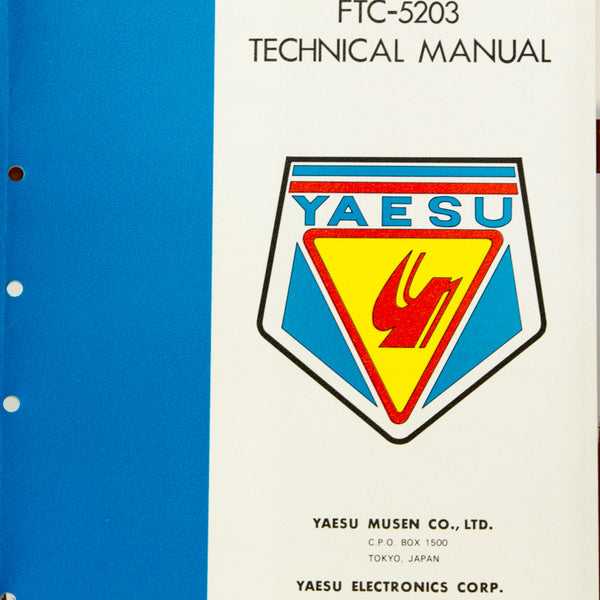 FTC-5203
TECHNICAL MANUAL
YAESU
YAESU MUSEN CO., LTD.
C.P.O. BOX 1500
TOKYO, JAPAN
YAESU ELECTRONICS CORP.